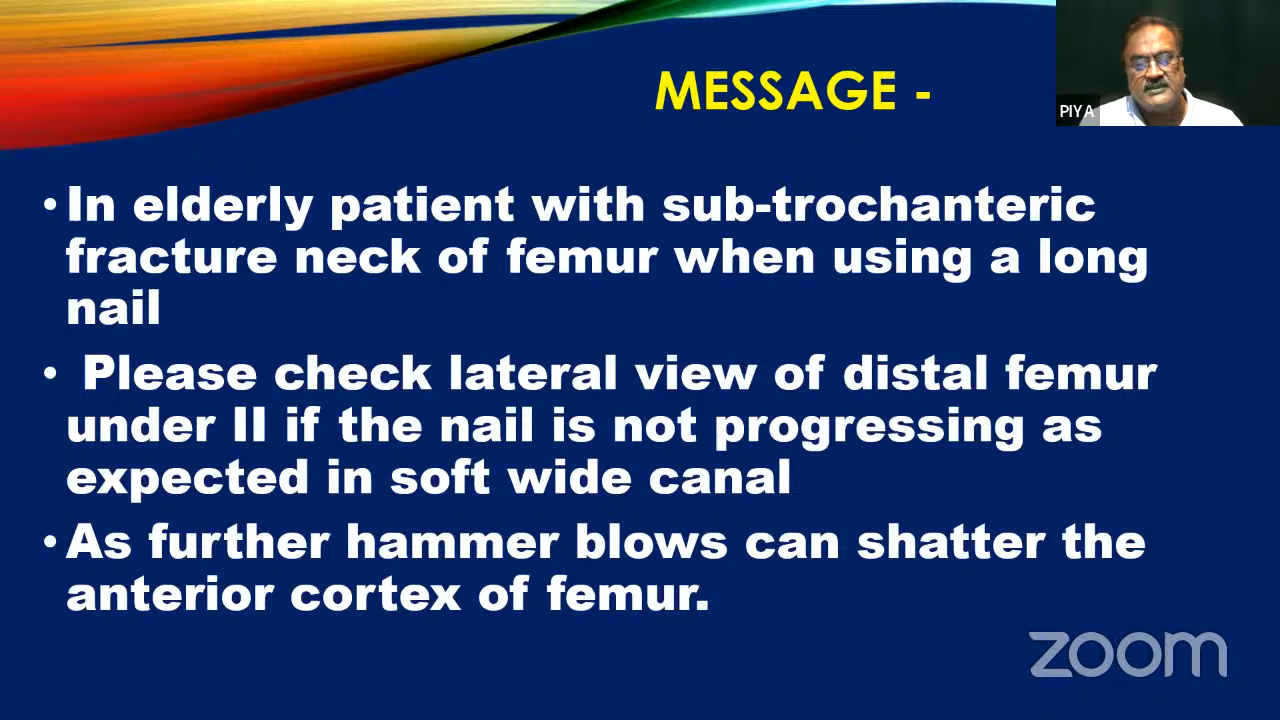 MESSAGE -
PIYA
• In elderly patient with sub-trochanteric
fracture neck of femur when using a long
nail
• Please check lateral view of distal femur
under II if the nail is not progressing as
expected in soft wide canal
• As further hammer blows can shatter the
anterior cortex of femur.
zoom